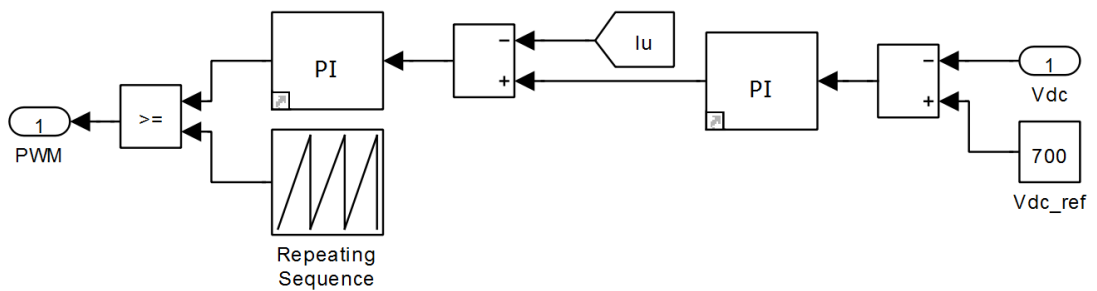 PI
−
+
Iu
PI
−
+
1
Vdc
>=
1
PWM
700
Vdc_ref
Repeating
Sequence